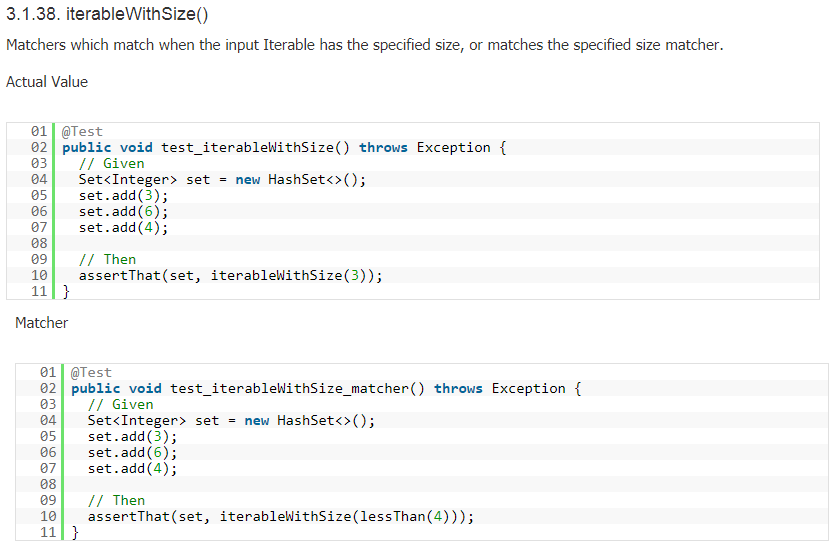 3.1.38. iterableWithSize()
Matchers which match when the input Iterable has the specified size, or matches the specified size matcher.
Actual Value
01 @Test
02 public void test_iterableWithSize() throws Exception {
03   // Given
04   Set<Integer> set = new HashSet<>();
05   set.add(3);
06   set.add(6);
07   set.add(4);
08
09   // Then
10   assertThat(set, iterableWithSize(3));
11 }
Matcher
01 @Test
02 public void test_iterableWithSize_matcher() throws Exception {
03   // Given
04   Set<Integer> set = new HashSet<>();
05   set.add(3);
06   set.add(6);
07   set.add(4);
08
09   // Then
10   assertThat(set, iterableWithSize(lessThan(4)));
11 }